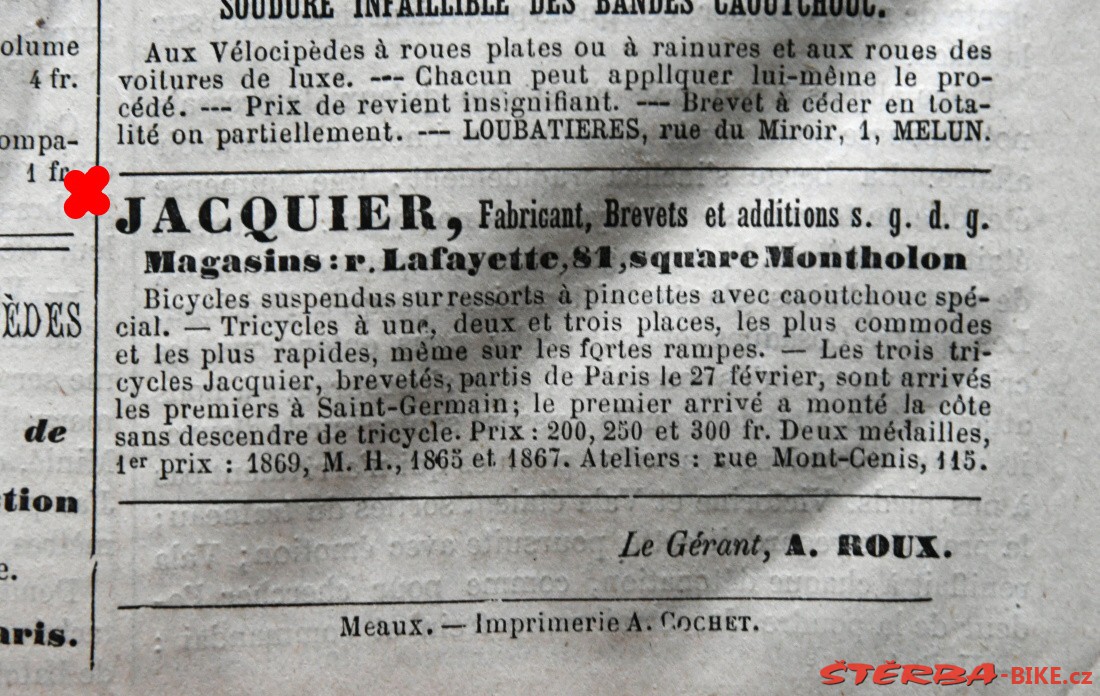 SOUDURE INFAILLIBLE DES BANDES CAOUTCHOUC.
Aux Vélocipèdes à roues plates ou à rainures et aux roues des
voitures de luxe. --- Chacun peut appliquer lui-même le pro-
cédé. --- Prix de revient insignifiant. --- Brevet à céder en tota-
lité on partiellement. --- LOUBATIERES, rue du Miroir, 1, MELUN.
JACQUIER, Fabricant, Brevets et additions s. g. d. g.
Magasins : r. Lafayette, 81, square Montholon
Bicycles suspendus sur ressorts à pincettes avec caoutchouc spé-
cial. — Tricycles à une, deux et trois places, les plus commodes
et les plus rapides, même sur les fortes rampes. — Les trois tri-
cycles Jacquier, brevetés, partis de Paris le 27 février, sont arrivés
les premiers à Saint-Germain; le premier arrivé a monté la côte
sans descendre de tricycle. Prix : 200, 250 et 300 fr. Deux médailles,
1er prix : 1869, M. H., 1865 et 1867. Ateliers : rue Mont-Cenis, 115.
Le Gérant, A. ROUX.
Meaux. — Imprimerie A. COCHET.
olume
4 fr.
ompa-
1 fr.
ÈDES
de
tion
e.
aris.
ŠTĚRBA-BIKE.cz